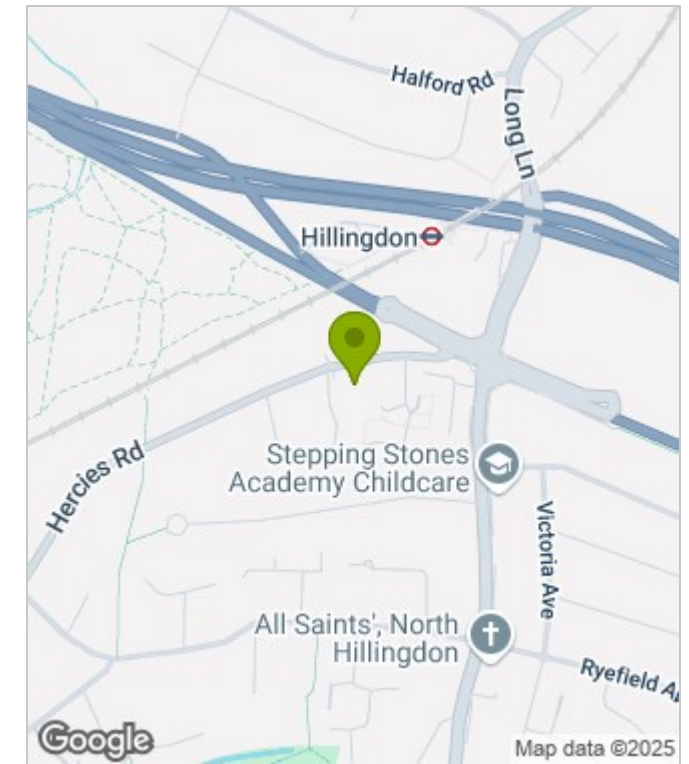 Halford Rd
Long Ln
Hillingdon
Hercies Rd
Stepping Stones
Academy Childcare
Victoria Ave
All Saints', North
Hillingdon
Ryefield A
Google
Map data ©2025